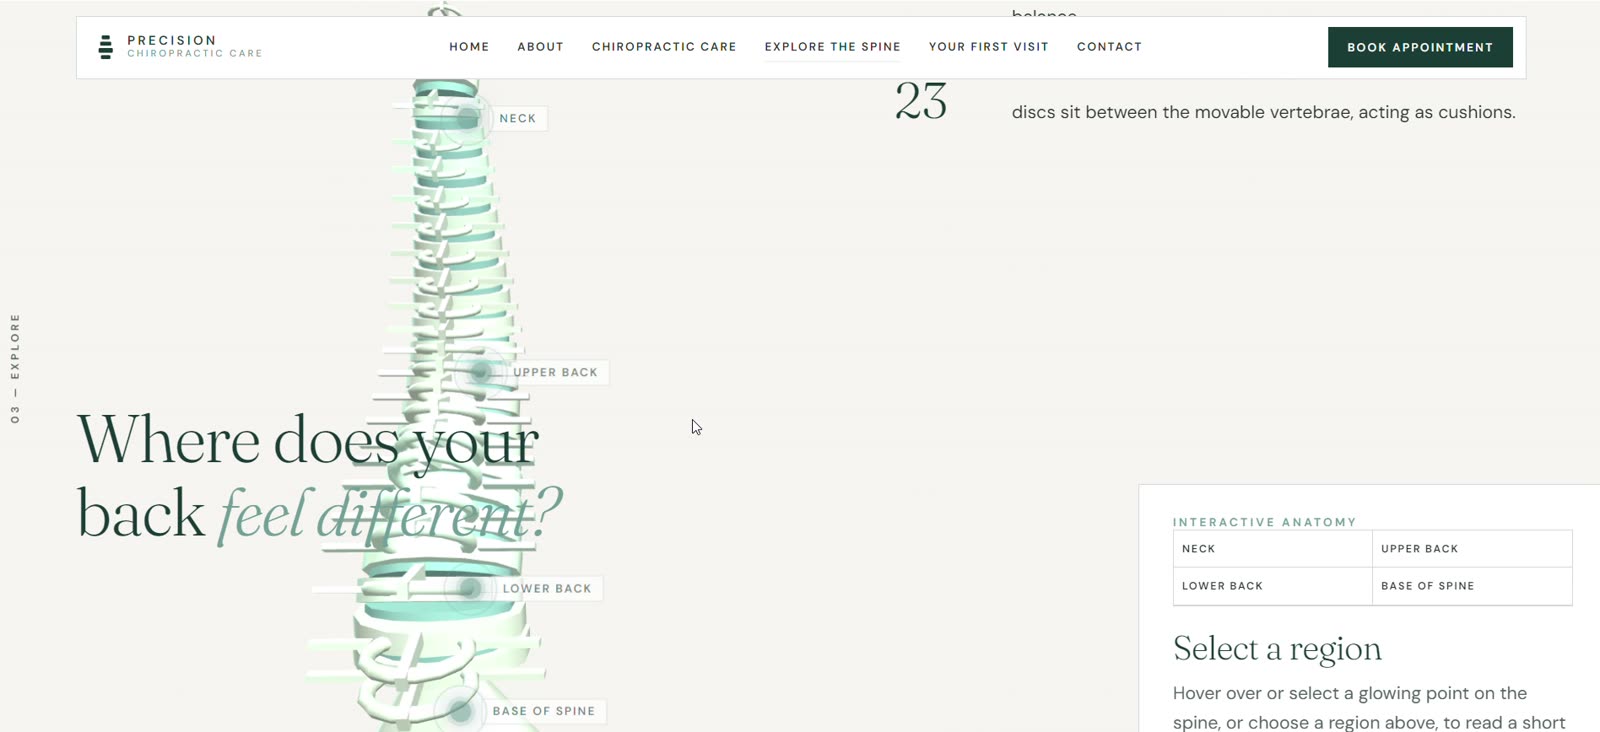 balance.
PRECISION
CHIROPRACTIC CARE
HOME
ABOUT
CHIROPRACTIC CARE
EXPLORE THE SPINE
YOUR FIRST VISIT
CONTACT
BOOK APPOINTMENT
23
discs sit between the movable vertebrae, acting as cushions.
NECK
UPPER BACK
03 — EXPLORE
Where does your
back feel different?
LOWER BACK
BASE OF SPINE
INTERACTIVE ANATOMY
NECK
UPPER BACK
LOWER BACK
BASE OF SPINE
Select a region
Hover over or select a glowing point on the
spine, or choose a region above, to read a short